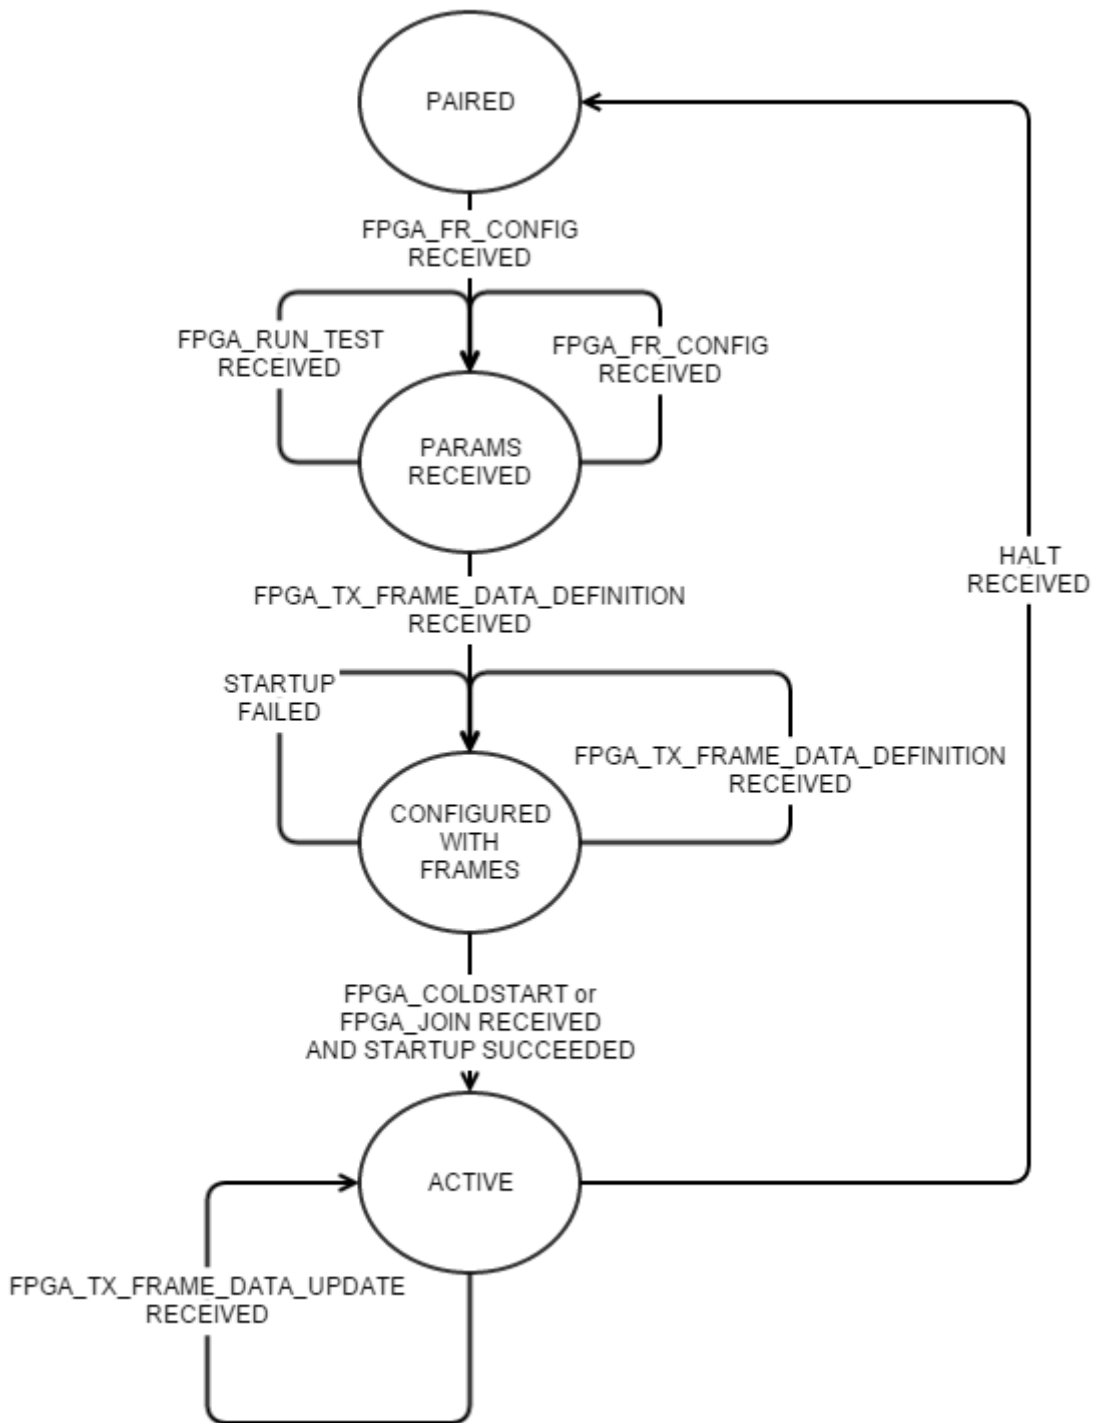 PAIRED
FPGA_FR_CONFIG
RECEIVED
FPGA_RUN_TEST
RECEIVED
FPGA_FR_CONFIG
RECEIVED
PARAMS
RECEIVED
HALT
RECEIVED
FPGA_TX_FRAME_DATA_DEFINITION
RECEIVED
STARTUP
FAILED
FPGA_TX_FRAME_DATA_DEFINITION
RECEIVED
CONFIGURED
WITH
FRAMES
FPGA_COLDSTART or
FPGA_JOIN RECEIVED
AND STARTUP SUCCEEDED
ACTIVE
FPGA_TX_FRAME_DATA_UPDATE
RECEIVED